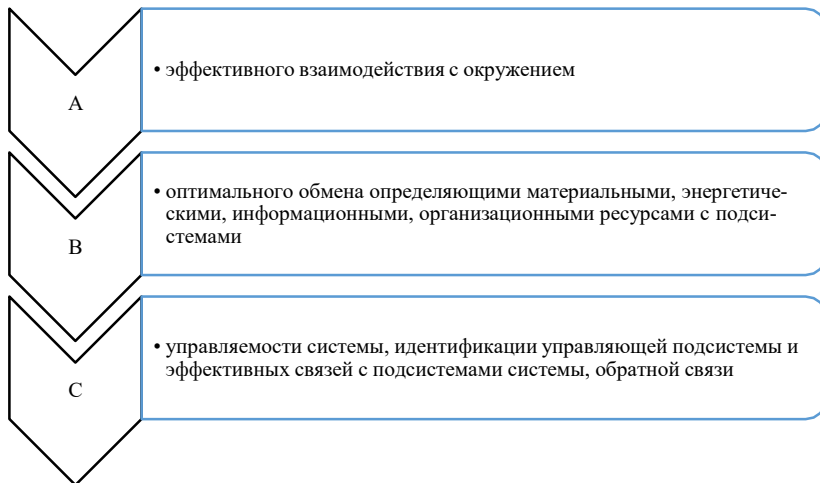 A
• эффективного взаимодействия с окружением
B
• оптимального обмена определяющими материальными, энергетиче-
скими, информационными, организационными ресурсами с подси-
стемами
C
• управляемости системы, идентификации управляющей подсистемы и
эффективных связей с подсистемами системы, обратной связи